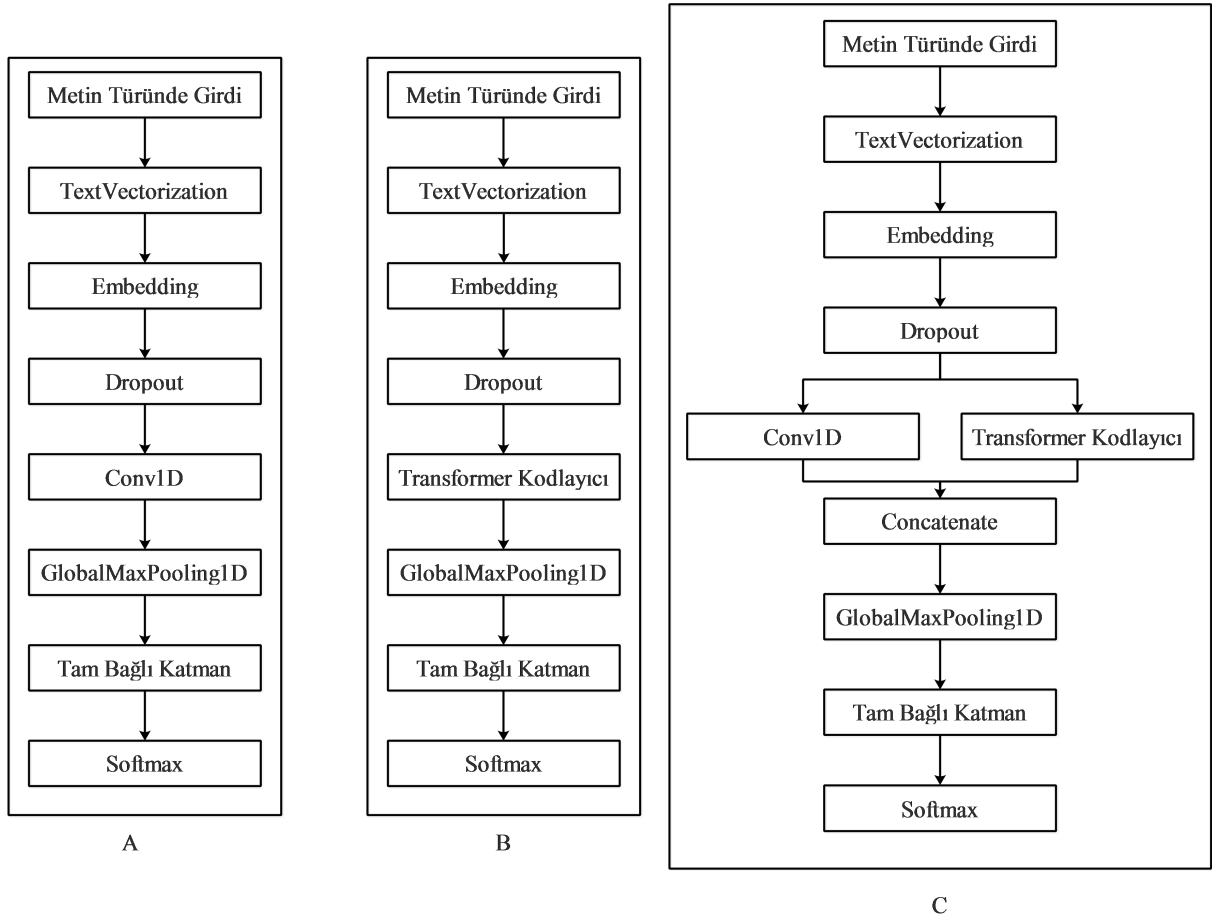 Metin Türünde Girdi
TextVectorization
Embedding
Dropout
Conv1D
GlobalMaxPooling1D
Tam Bağlı Katman
Softmax
A
Metin Türünde Girdi
TextVectorization
Embedding
Dropout
Transformer Kodlayıcı
GlobalMaxPooling1D
Tam Bağlı Katman
Softmax
B
Metin Türünde Girdi
TextVectorization
Embedding
Dropout
Conv1D
Transformer Kodlayıcı
Concatenate
GlobalMaxPooling1D
Tam Bağlı Katman
Softmax
C